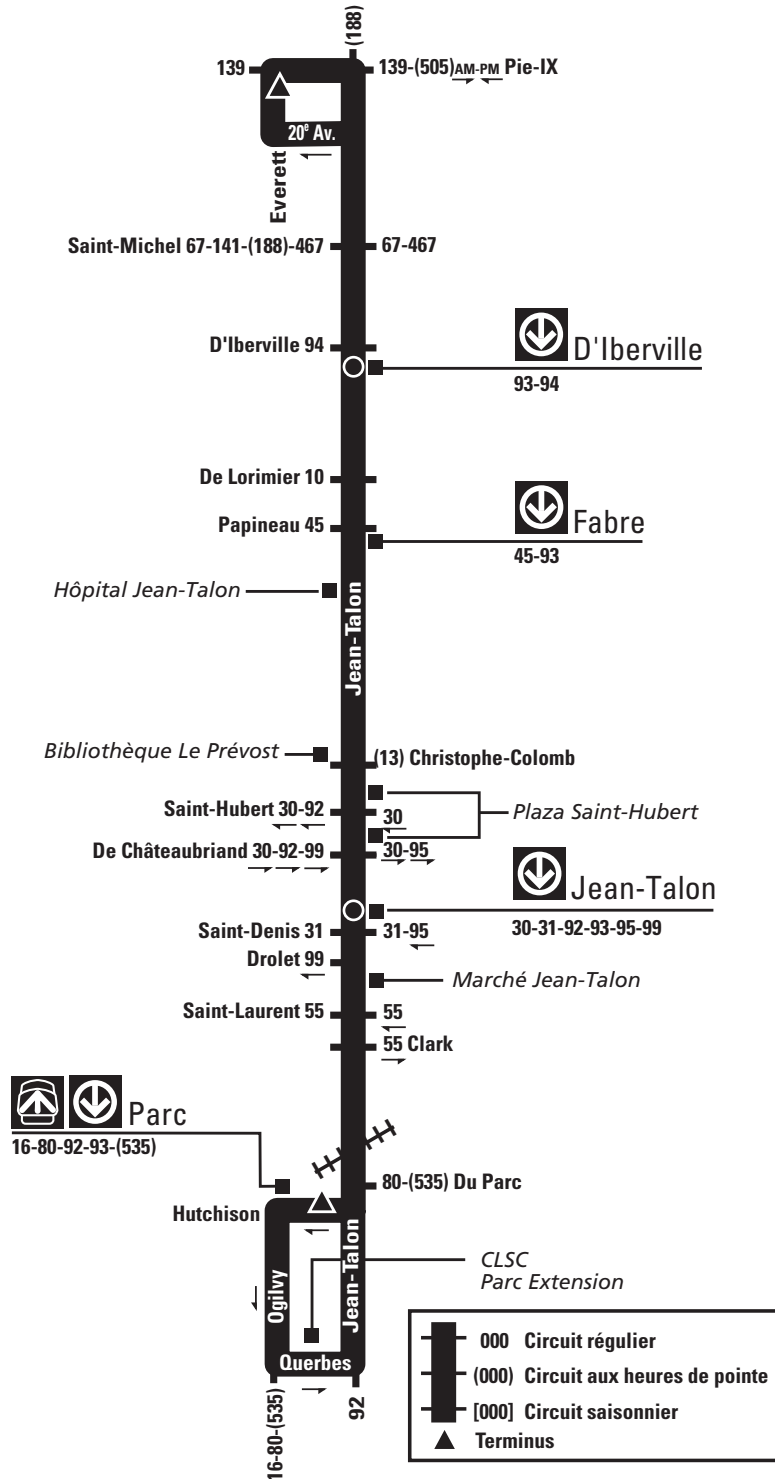 (188)
139
139-(505) AM-PM Pie-IX
20e Av.
Everett
Saint-Michel 67-141-(188)-467
67-467
D'Iberville 94
D'Iberville
93-94
De Lorimier 10
Papineau 45
Fabre
45-93
Hôpital Jean-Talon
Jean-Talon
Bibliothèque Le Prévost
(13) Christophe-Colomb
Saint-Hubert 30-92
30
Plaza Saint-Hubert
De Châteaubriand 30-92-99
30-95
Jean-Talon
30-31-92-93-95-99
Saint-Denis 31
31-95
Drolet 99
Marché Jean-Talon
Saint-Laurent 55
55
55 Clark
Parc
16-80-92-93-(535)
80-(535) Du Parc
Hutchison
Ogilvy
Jean-Talon
CLSC
Parc Extension
Querbes
16-80-(535)
92
000 Circuit régulier
(000) Circuit aux heures de pointe
[000] Circuit saisonnier
Terminus